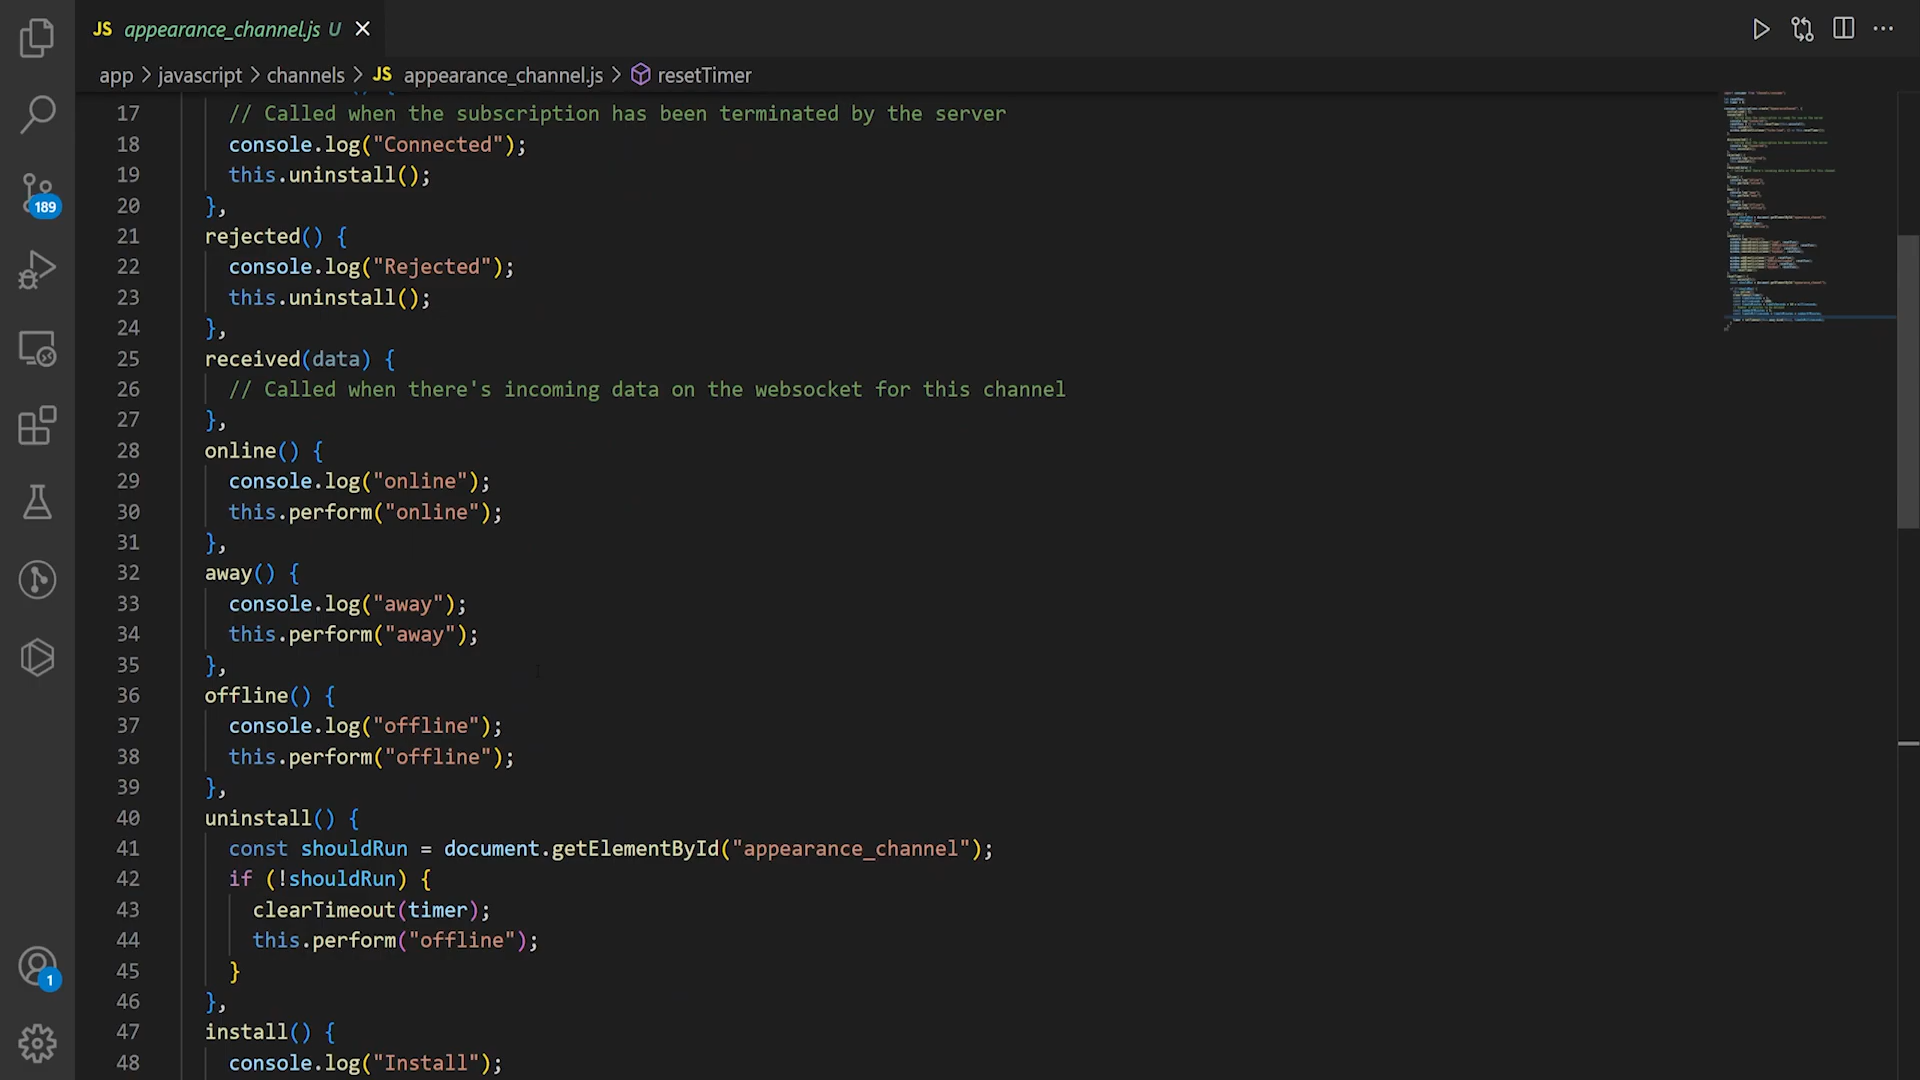 JS appearance_channel.js U
app > javascript > channels > JS appearance_channel.js > resetTimer
17 // Called when the subscription has been terminated by the server
18 console.log("Connected");
19 this.uninstall();
20 },
21 rejected() {
22 console.log("Rejected");
23 this.uninstall();
24 },
25 received(data) {
26 // Called when there's incoming data on the websocket for this channel
27 },
28 online() {
29 console.log("online");
30 this.perform("online");
31 },
32 away() {
33 console.log("away");
34 this.perform("away");
35 },
36 offline() {
37 console.log("offline");
38 this.perform("offline");
39 },
40 uninstall() {
41 const shouldRun = document.getElementById("appearance_channel");
42 if (!shouldRun) {
43 clearTimeout(timer);
44 this.perform("offline");
45 }
46 },
47 install() {
48 console.log("Install");
189
1